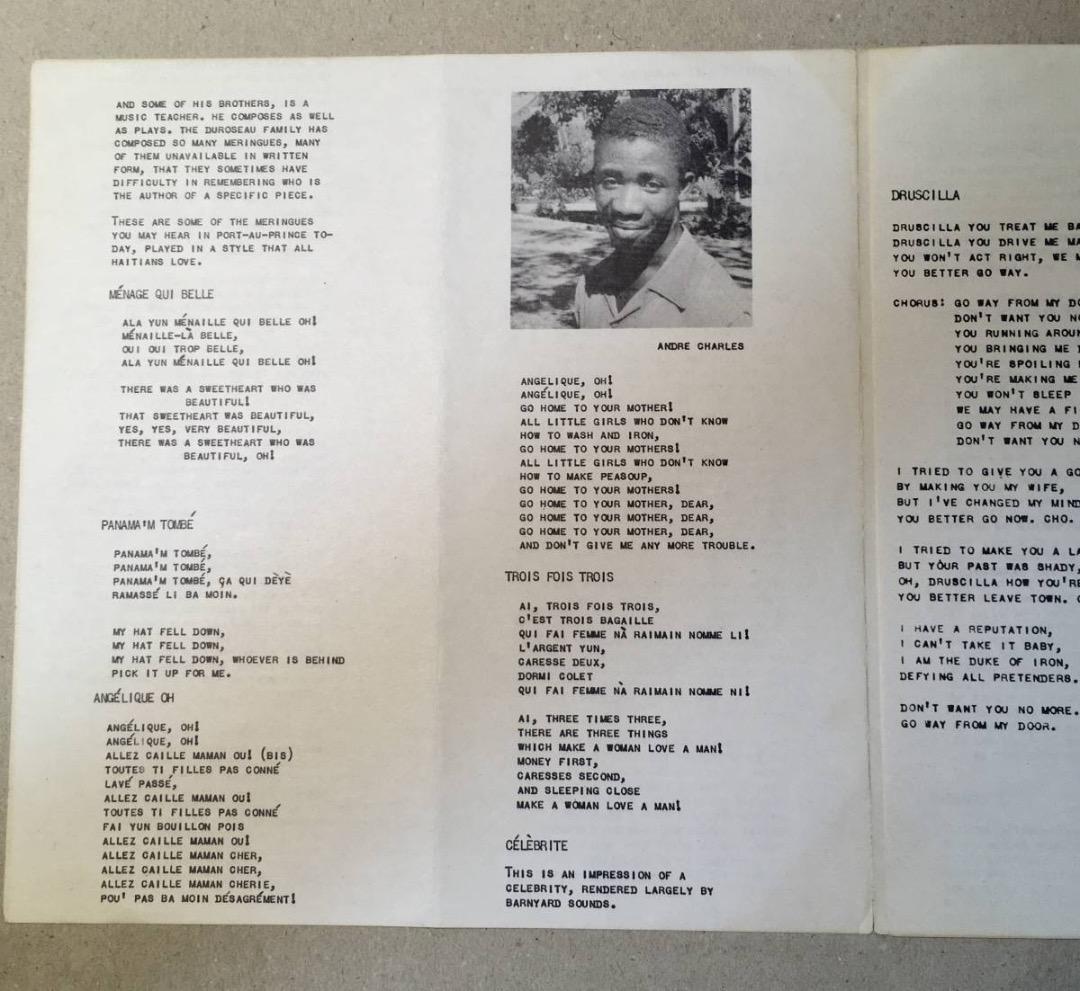 AND SOME OF HIS BROTHERS, IS A
MUSIC TEACHER. HE COMPOSES AS WELL
AS PLAYS. THE DUROSEAU FAMILY HAS
COMPOSED SO MANY MERINGUES, MANY
OF THEM UNAVAILABLE IN WRITTEN
FORM, THAT THEY SOMETIMES HAVE
DIFFICULTY IN REMEMBERING WHO IS
THE AUTHOR OF A SPECIFIC PIECE.
THESE ARE SOME OF THE MERINGUES
YOU MAY HEAR IN PORT-AU-PRINCE TO-
DAY, PLAYED IN A STYLE THAT ALL
HAITIANS LOVE.
MÉNAGE QUI BELLE
ALA YUN MÉNAILLE QUI BELLE OH!
MÉNAILLE-LÀ BELLE,
OUI OUI TROP BELLE,
ALA YUN MÉNAILLE QUI BELLE OH!
THERE WAS A SWEETHEART WHO WAS
BEAUTIFUL!
THAT SWEETHEART WAS BEAUTIFUL,
YES, YES, VERY BEAUTIFUL,
THERE WAS A SWEETHEART WHO WAS
BEAUTIFUL, OH!
PANAMA'M TOMBÉ
PANAMA'M TOMBÉ,
PANAMA'M TOMBÉ,
PANAMA'M TOMBÉ, ÇA QUI DÈYÈ
RAMASSÉ LI BA MOIN.
MY HAT FELL DOWN,
MY HAT FELL DOWN,
MY HAT FELL DOWN, WHOEVER IS BEHIND
PICK IT UP FOR ME.
ANGÉLIQUE OH
ANGÉLIQUE, OH!
ANGÉLIQUE, OH!
ALLEZ CAILLE MAMAN OU! (BIS)
TOUTES TI FILLES PAS CONNÉ
LAVÉ PASSÉ,
ALLEZ CAILLE MAMAN OU!
TOUTES TI FILLES PAS CONNÉ
FAI YUN BOUILLON POIS
ALLEZ CAILLE MAMAN OU!
ALLEZ CAILLE MAMAN CHER,
ALLEZ CAILLE MAMAN CHER,
ALLEZ CAILLE MAMAN CHERIE,
POU' PAS BA MOIN DÉSAGRÉMENT!
ANDRE CHARLES
ANGELIQUE, OH!
ANGÉLIQUE, OH!
GO HOME TO YOUR MOTHER!
ALL LITTLE GIRLS WHO DON'T KNOW
HOW TO WASH AND IRON,
GO HOME TO YOUR MOTHERS!
ALL LITTLE GIRLS WHO DON'T KNOW
HOW TO MAKE PEASOUP,
GO HOME TO YOUR MOTHERS!
GO HOME TO YOUR MOTHER, DEAR,
GO HOME TO YOUR MOTHER, DEAR,
GO HOME TO YOUR MOTHER, DEAR,
AND DON'T GIVE ME ANY MORE TROUBLE.
TROIS FOIS TROIS
AI, TROIS FOIS TROIS,
C'EST TROIS BAGAILLE
QUI FAI FEMME NÀ RAIMAIN NOMME LI!
L'ARGENT YUN,
CARESSE DEUX,
DORMI COLET
QUI FAI FEMME NÀ RAIMAIN NOMME NI!
AI, THREE TIMES THREE,
THERE ARE THREE THINGS
WHICH MAKE A WOMAN LOVE A MAN!
MONEY FIRST,
CARESSES SECOND,
AND SLEEPING CLOSE
MAKE A WOMAN LOVE A MAN!
CÉLÈBRITE
THIS IS AN IMPRESSION OF A
CELEBRITY, RENDERED LARGELY BY
BARNYARD SOUNDS.
DRUSCILLA
DRUSCILLA YOU TREAT ME
DRUSCILLA YOU DRIVE ME
YOU WON'T ACT RIGHT, WE
YOU BETTER GO WAY.
CHORUS: GO WAY FROM MY
DON'T WANT YOU
YOU RUNNING
YOU BRINGING ME
YOU'RE SPOILING
YOU'RE MAKING ME
YOU WON'T SLEEP
WE MAY HAVE A
GO WAY FROM MY
DON'T WANT YOU
I TRIED TO GIVE YOU A
BY MAKING YOU MY WIFE,
BUT I'VE CHANGED MY MIND
YOU BETTER GO NOW. CHO.
I TRIED TO MAKE YOU A
BUT YOUR PAST WAS SHADY,
OH, DRUSCILLA HOW YOU'RE
YOU BETTER LEAVE TOWN.
I HAVE A REPUTATION,
I CAN'T TAKE IT BABY,
I AM THE DUKE OF IRON,
DEFYING ALL PRETENDERS.
DON'T WANT YOU NO MORE.
GO WAY FROM MY DOOR.